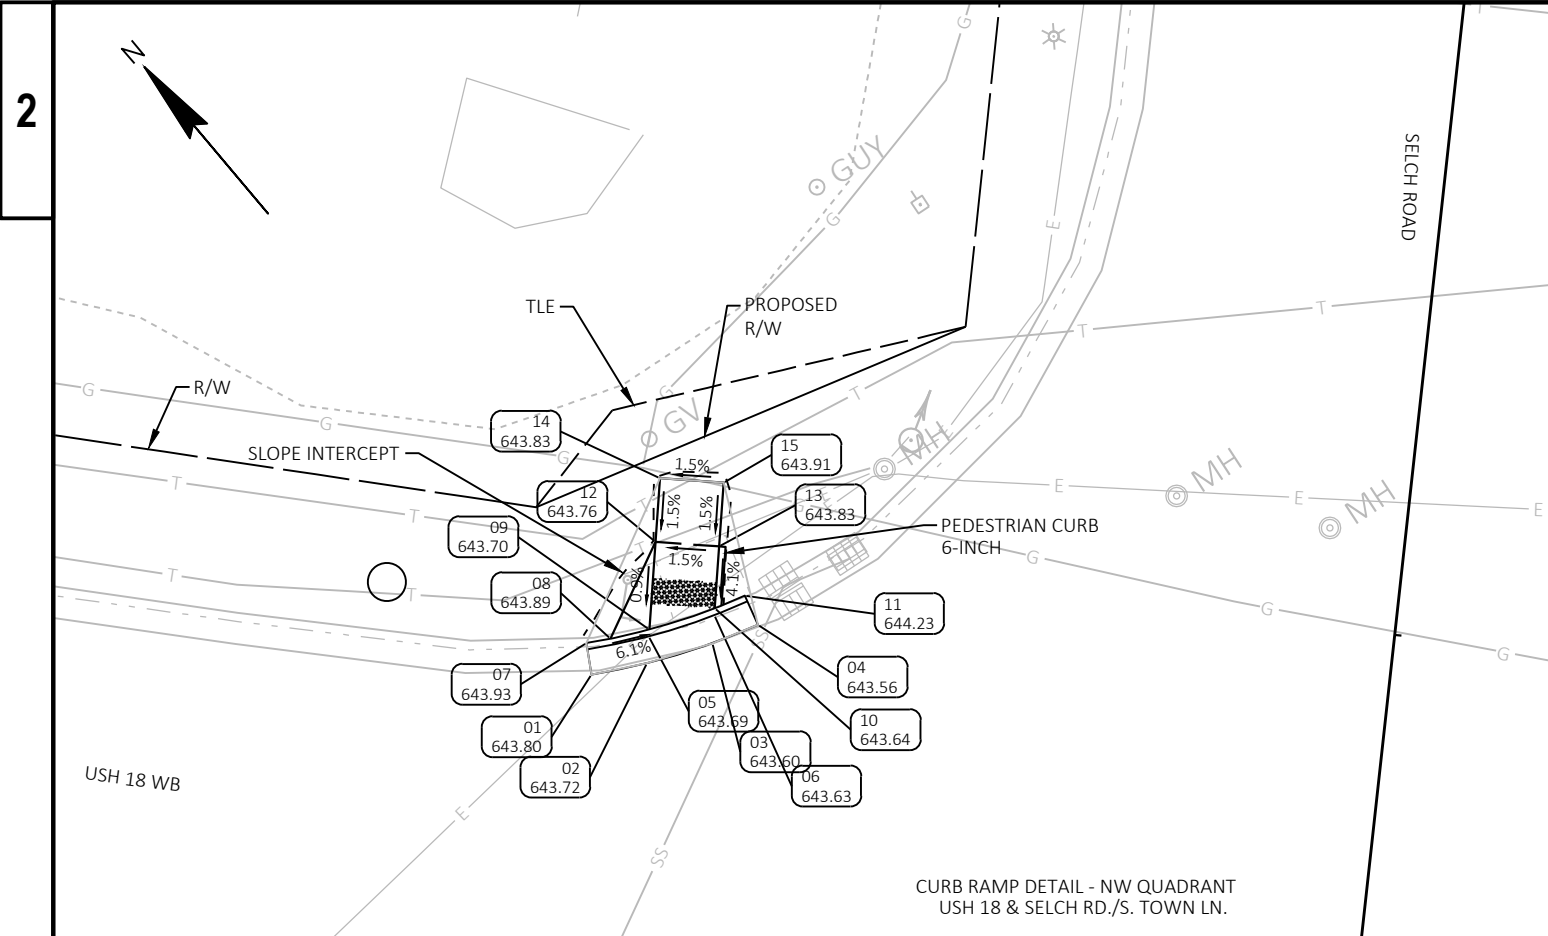 2
N
G
GUY
G
E
SELCH ROAD
TLE
PROPOSED
R/W
T
T
G
R/W
G
T
GV
G
14
643.83
MH
15
643.91
SLOPE INTERCEPT
G
1.5%
MH
MH
T
12
643.76
1.5%
1.5%
T
13
643.83
G
E
E
E
E
T
09
643.70
PEDESTRIAN CURB
6-INCH
T
1.5%
G
T
08
643.89
T
0.9%
4.1%
11
644.23
G
6.1%
SS
G
07
643.93
04
643.56
05
643.69
01
643.80
10
643.64
03
643.60
02
643.72
06
643.63
USH 18 WB
E
SS
CURB RAMP DETAIL - NW QUADRANT
USH 18 & SELCH RD./S. TOWN LN.